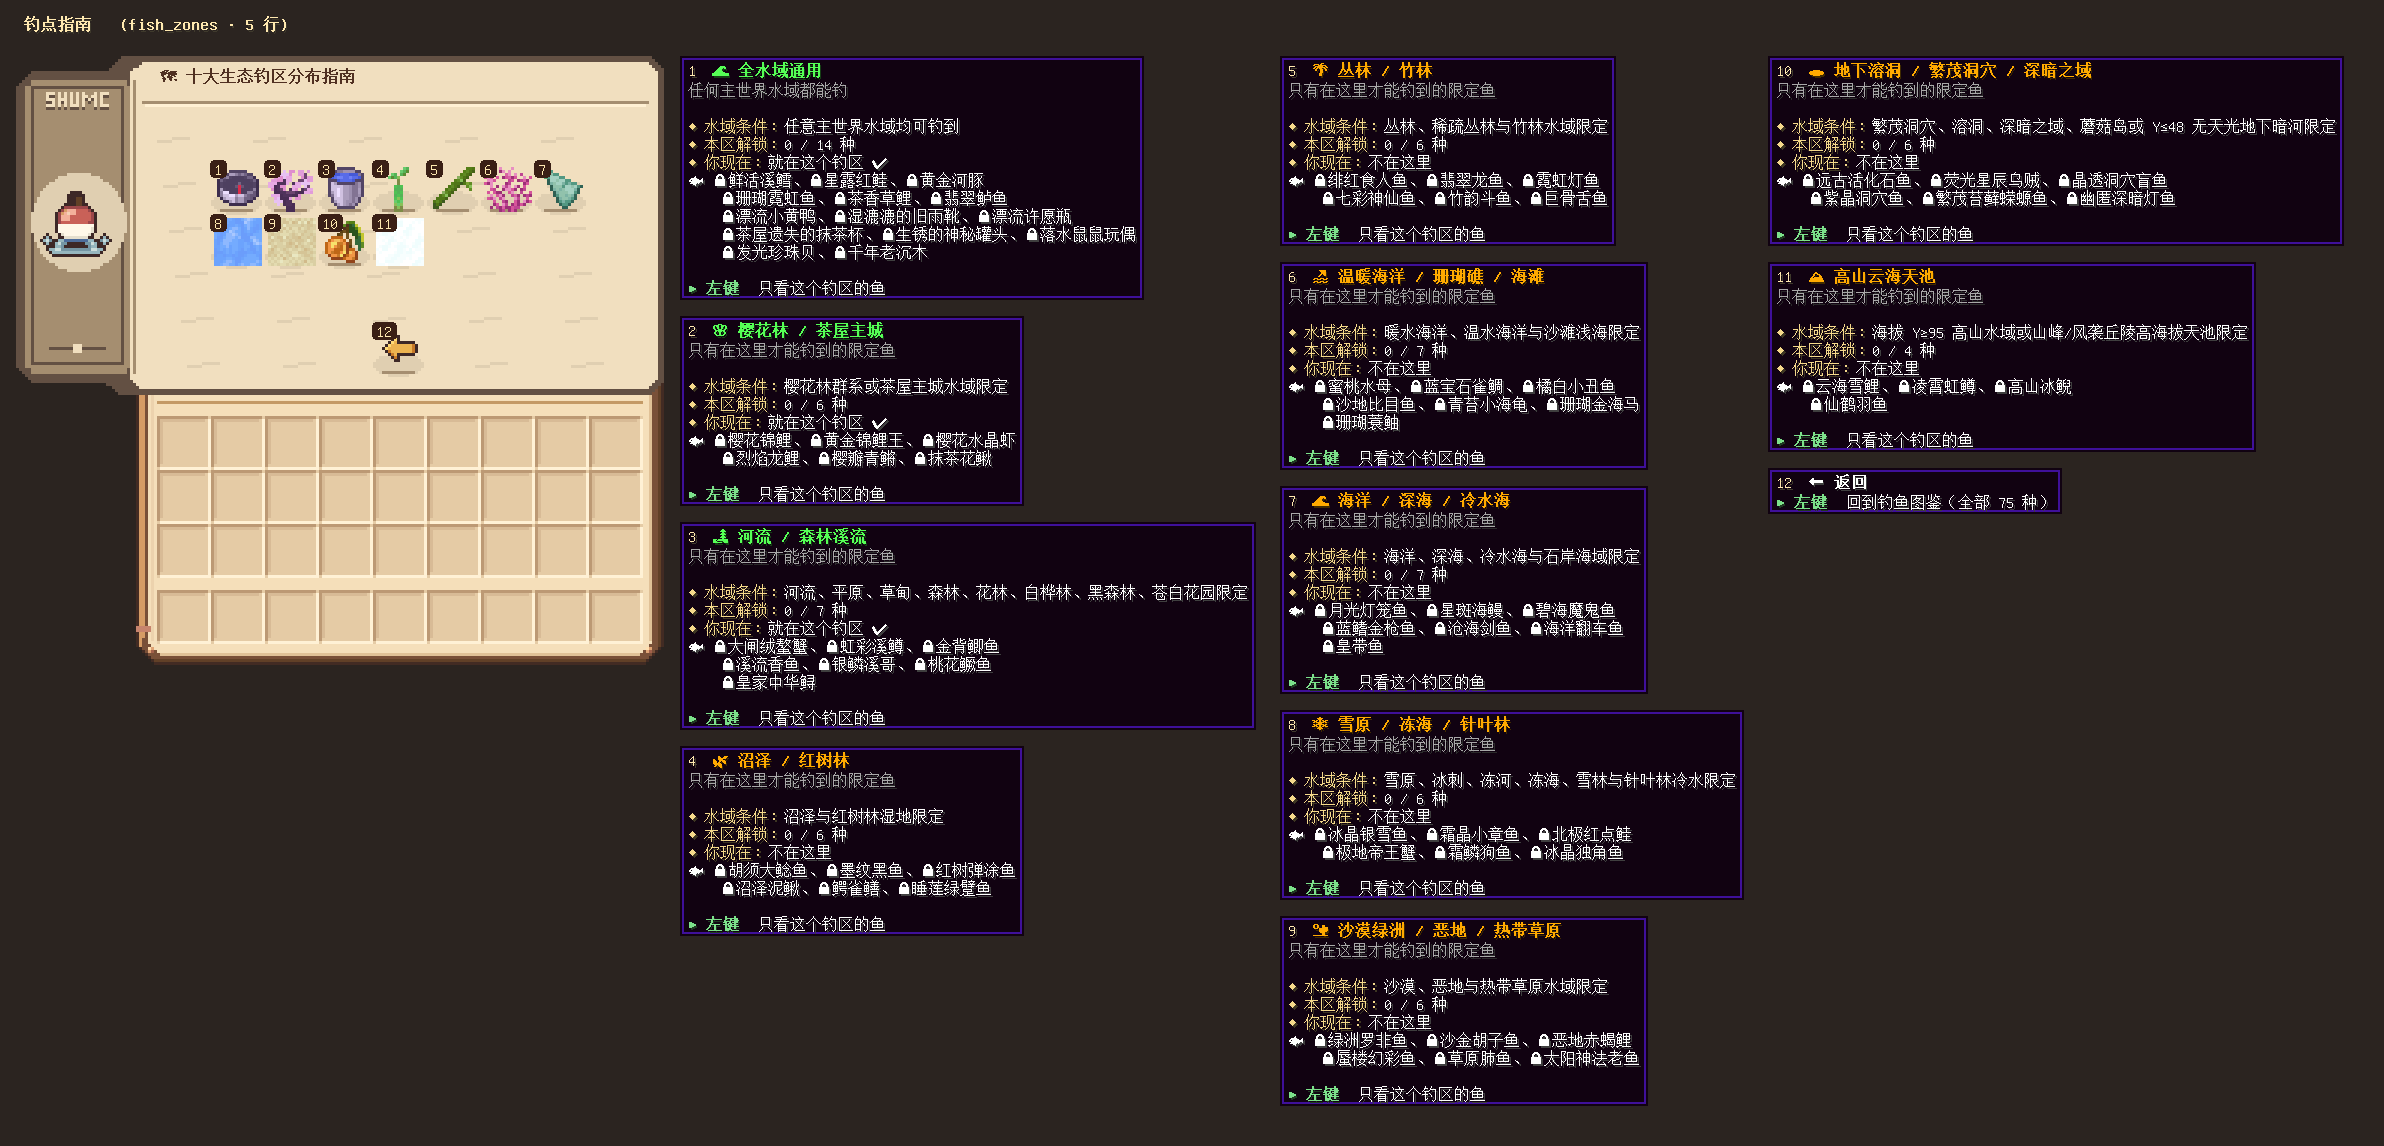 钓点指南 (fish_zones · 5 行)
SHUMC
十大生态钓区分布指南
1
2
3
4
5
6
7
8
9
10
11
12
1 全水域通用
任何主世界水域都能钓
水域条件：任意主世界水域均可钓到
本区解锁：0 / 14 种
你现在：就在这个钓区 ✔
鲜活溪鳕、星露红鲑、黄金河豚
珊瑚霓虹鱼、茶香草鲤、翡翠鲈鱼
漂流小黄鸭、湿漉漉的旧雨靴、漂流许愿瓶
茶屋遗失的抹茶杯、生锈的神秘罐头、落水鼠鼠玩偶
发光珍珠贝、千年老沉木
左键 只看这个钓区的鱼
2 樱花林 / 茶屋主城
只有在这里才能钓到的限定鱼
水域条件：樱花林群系或茶屋主城水域限定
本区解锁：0 / 6 种
你现在：就在这个钓区 ✔
樱花锦鲤、黄金锦鲤王、樱花水晶虾
烈焰龙鲤、樱瓣青鳉、抹茶花鳅
左键 只看这个钓区的鱼
3 河流 / 森林溪流
只有在这里才能钓到的限定鱼
水域条件：河流、平原、草甸、森林、花林、白桦林、黑森林、苍白花园限定
本区解锁：0 / 7 种
你现在：就在这个钓区 ✔
大闸绒螯蟹、虹彩溪鳟、金背鲫鱼
溪流香鱼、银鳞溪哥、桃花鳜鱼
皇家中华鲟
左键 只看这个钓区的鱼
4 沼泽 / 红树林
只有在这里才能钓到的限定鱼
水域条件：沼泽与红树林湿地限定
本区解锁：0 / 6 种
你现在：不在这里
胡须大鲶鱼、墨纹黑鱼、红树弹涂鱼
沼泽泥鳅、鳄雀鳝、睡莲绿鳖鱼
左键 只看这个钓区的鱼
5 丛林 / 竹林
只有在这里才能钓到的限定鱼
水域条件：丛林、稀疏丛林与竹林水域限定
本区解锁：0 / 6 种
你现在：不在这里
绯红食人鱼、翡翠龙鱼、霓虹灯鱼
七彩神仙鱼、竹韵斗鱼、巨骨舌鱼
左键 只看这个钓区的鱼
6 温暖海洋 / 珊瑚礁 / 海滩
只有在这里才能钓到的限定鱼
水域条件：暖水海洋、温水海洋与沙滩浅海限定
本区解锁：0 / 7 种
你现在：不在这里
蜜桃水母、蓝宝石雀鲷、橘白小丑鱼
沙地比目鱼、青苔小海龟、珊瑚金海马
珊瑚蓑鲉
左键 只看这个钓区的鱼
7 海洋 / 深海 / 冷水海
只有在这里才能钓到的限定鱼
水域条件：海洋、深海、冷水海与石岸海域限定
本区解锁：0 / 7 种
你现在：不在这里
月光灯笼鱼、星斑海鳗、碧海魔鬼鱼
蓝鳍金枪鱼、沧海剑鱼、海洋翻车鱼
皇带鱼
左键 只看这个钓区的鱼
8 雪原 / 冻海 / 针叶林
只有在这里才能钓到的限定鱼
水域条件：雪原、冰刺、冻河、冻海、雪林与针叶林冷水限定
本区解锁：0 / 6 种
你现在：不在这里
冰晶银雪鱼、霜晶小章鱼、北极红点鲑
极地帝王蟹、霜鳞狗鱼、冰晶独角鱼
左键 只看这个钓区的鱼
9 沙漠绿洲 / 恶地 / 热带草原
只有在这里才能钓到的限定鱼
水域条件：沙漠、恶地与热带草原水域限定
本区解锁：0 / 6 种
你现在：不在这里
绿洲罗非鱼、沙金胡子鱼、恶地赤蝎鲤
蜃楼幻彩鱼、草原肺鱼、太阳神法老鱼
左键 只看这个钓区的鱼
10 地下溶洞 / 繁茂洞穴 / 深暗之域
只有在这里才能钓到的限定鱼
水域条件：繁茂洞穴、溶洞、深暗之域、蘑菇岛或 Y≤48 无天光地下暗河限定
本区解锁：0 / 6 种
你现在：不在这里
远古活化石鱼、荧光星辰乌贼、晶透洞穴盲鱼
紫晶洞穴鱼、繁茂苔藓蝾螈鱼、幽匿深暗灯鱼
左键 只看这个钓区的鱼
11 高山云海天池
只有在这里才能钓到的限定鱼
水域条件：海拔 Y≥95 高山水域或山峰/风袭丘陵高海拔天池限定
本区解锁：0 / 4 种
你现在：不在这里
云海雪鲤、凌霄虹鳟、高山冰鲵
仙鹤羽鱼
左键 只看这个钓区的鱼
12 返回
左键 回到钓鱼图鉴（全部 75 种）